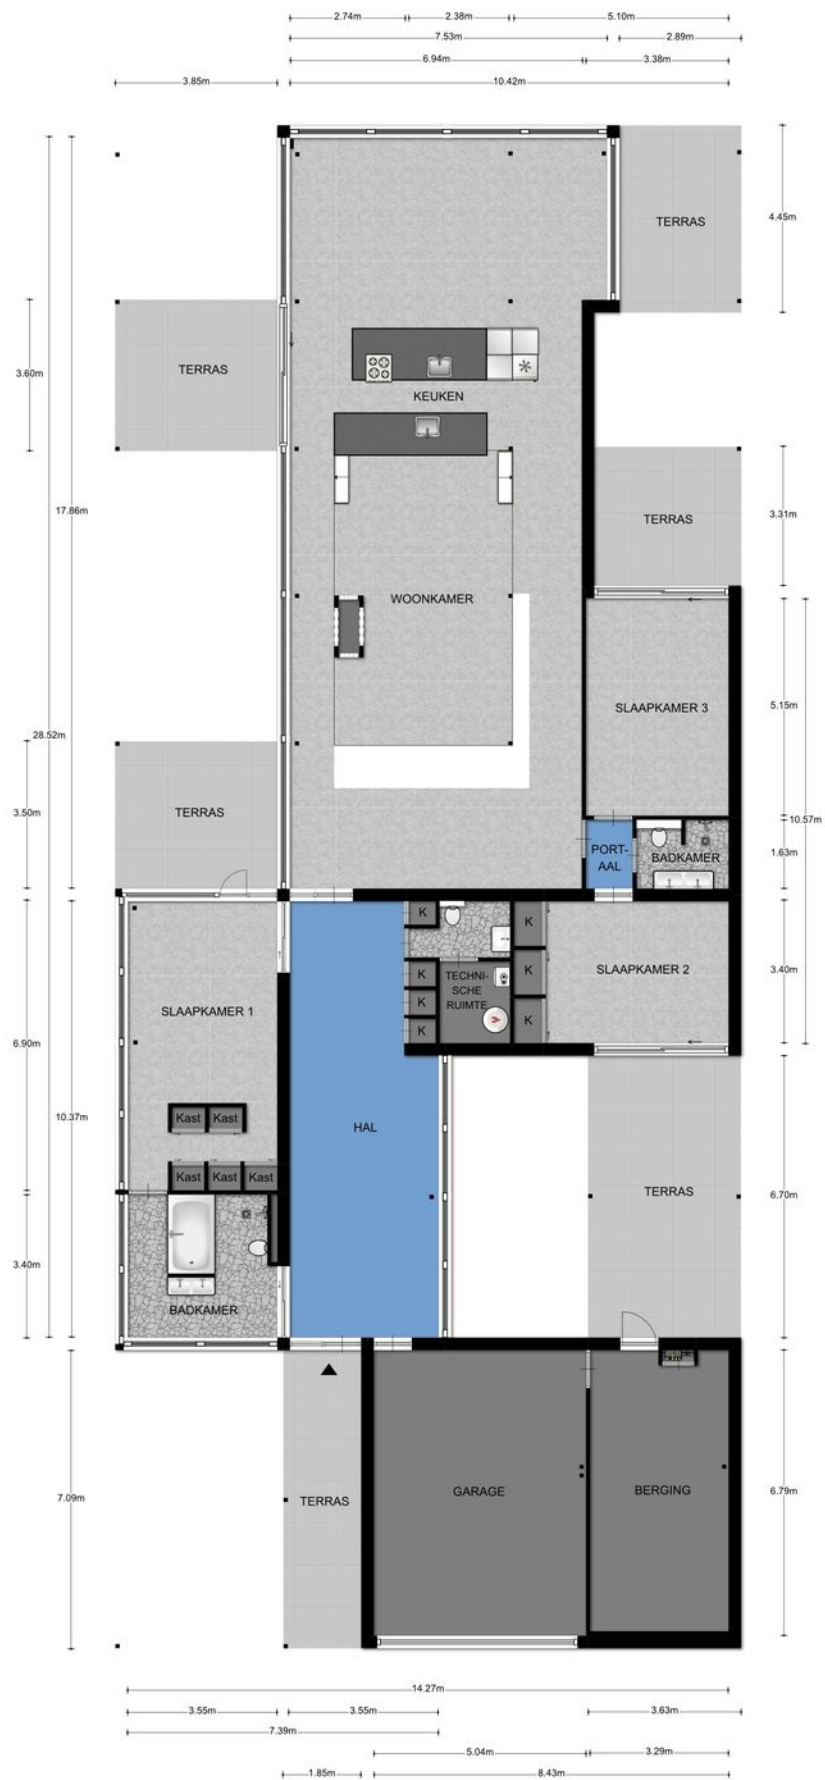 2.74m 2.38m 5.10m
7.53m 2.89m
6.94m 3.38m
3.85m 10.42m
TERRAS
4.45m
TERRAS
3.60m
KEUKEN
17.86m
TERRAS
3.31m
WOONKAMER
SLAAPKAMER 3
5.15m
28.52m
3.50m
TERRAS
10.57m
PORT-
AAL
BADKAMER
1.63m
K
K
SLAAPKAMER 2
3.40m
K
TECHNI-
SCHE
RUIMTE
K
K
K
K
SLAAPKAMER 1
6.90m
10.37m
Kast Kast
HAL
Kast Kast Kast
TERRAS
6.70m
3.40m
BADKAMER
7.09m
TERRAS
GARAGE
BERGING
6.79m
14.27m
3.55m 3.55m 3.63m
7.39m
5.04m 3.29m
1.85m 8.43m